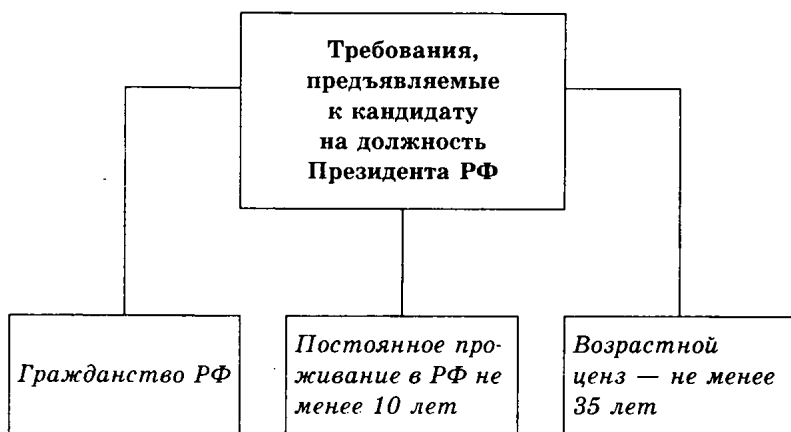 Требования,
предъявляемые
к кандидату
на должность
Президента РФ
Гражданство РФ
Постоянное про-
живание в РФ не
менее 10 лет
Возрастной
ценз — не менее
35 лет